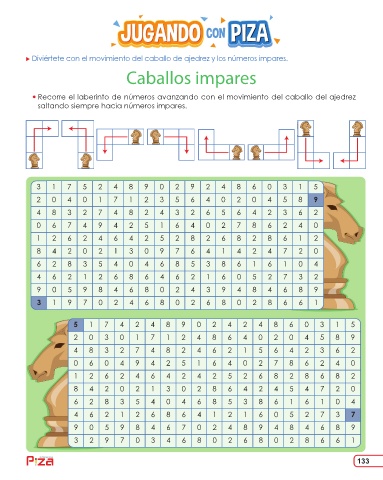 JUGANDO CON PIZA
Diviértete con el movimiento del caballo de ajedrez y los números impares.
Caballos impares
• Recorre el laberinto de números avanzando con el movimiento del caballo del ajedrez
saltando siempre hacia números impares.
3 1 7 5 2 4 8 9 0 2 9 2 4 8 6 0 3 1 5
2 0 4 0 1 7 1 2 3 5 6 4 0 2 0 4 5 8 9
4 8 3 2 7 4 8 2 4 3 2 6 5 6 4 2 3 6 2
0 6 7 4 9 4 2 5 1 6 4 0 2 7 8 6 2 4 0
1 2 6 2 4 6 4 2 5 2 8 2 6 8 2 8 6 1 2
8 4 2 0 2 1 3 0 9 7 6 4 1 4 2 4 7 2 0
6 2 8 3 5 4 0 4 6 8 5 3 8 6 1 6 1 0 4
4 6 2 1 2 6 8 6 4 6 2 1 6 0 5 2 7 3 2
9 0 5 9 8 4 6 8 0 2 4 3 9 4 8 4 6 8 9
3 1 9 7 0 2 4 6 8 0 2 6 8 0 2 8 6 6 1
5 1 7 4 2 4 8 9 0 2 4 2 4 8 6 0 3 1 5
2 0 3 0 1 7 1 2 4 8 6 4 0 2 0 4 5 8 9
4 8 3 2 7 4 8 2 4 6 2 1 5 6 4 2 3 6 2
0 6 0 4 9 4 2 5 1 6 4 0 2 7 8 6 2 4 0
1 2 6 2 4 6 4 2 4 2 5 2 6 8 2 8 6 8 2
8 4 2 0 2 1 3 0 2 8 6 4 2 4 5 4 7 2 0
6 2 8 3 5 4 0 4 6 8 5 3 8 6 1 6 1 0 4
4 6 2 1 2 6 8 6 4 1 2 1 6 0 5 2 7 3 7
9 0 5 9 8 4 6 7 0 2 4 8 9 4 8 4 6 8 9
3 2 9 7 0 3 4 6 8 0 2 6 8 0 2 8 6 6 1
Piza
133